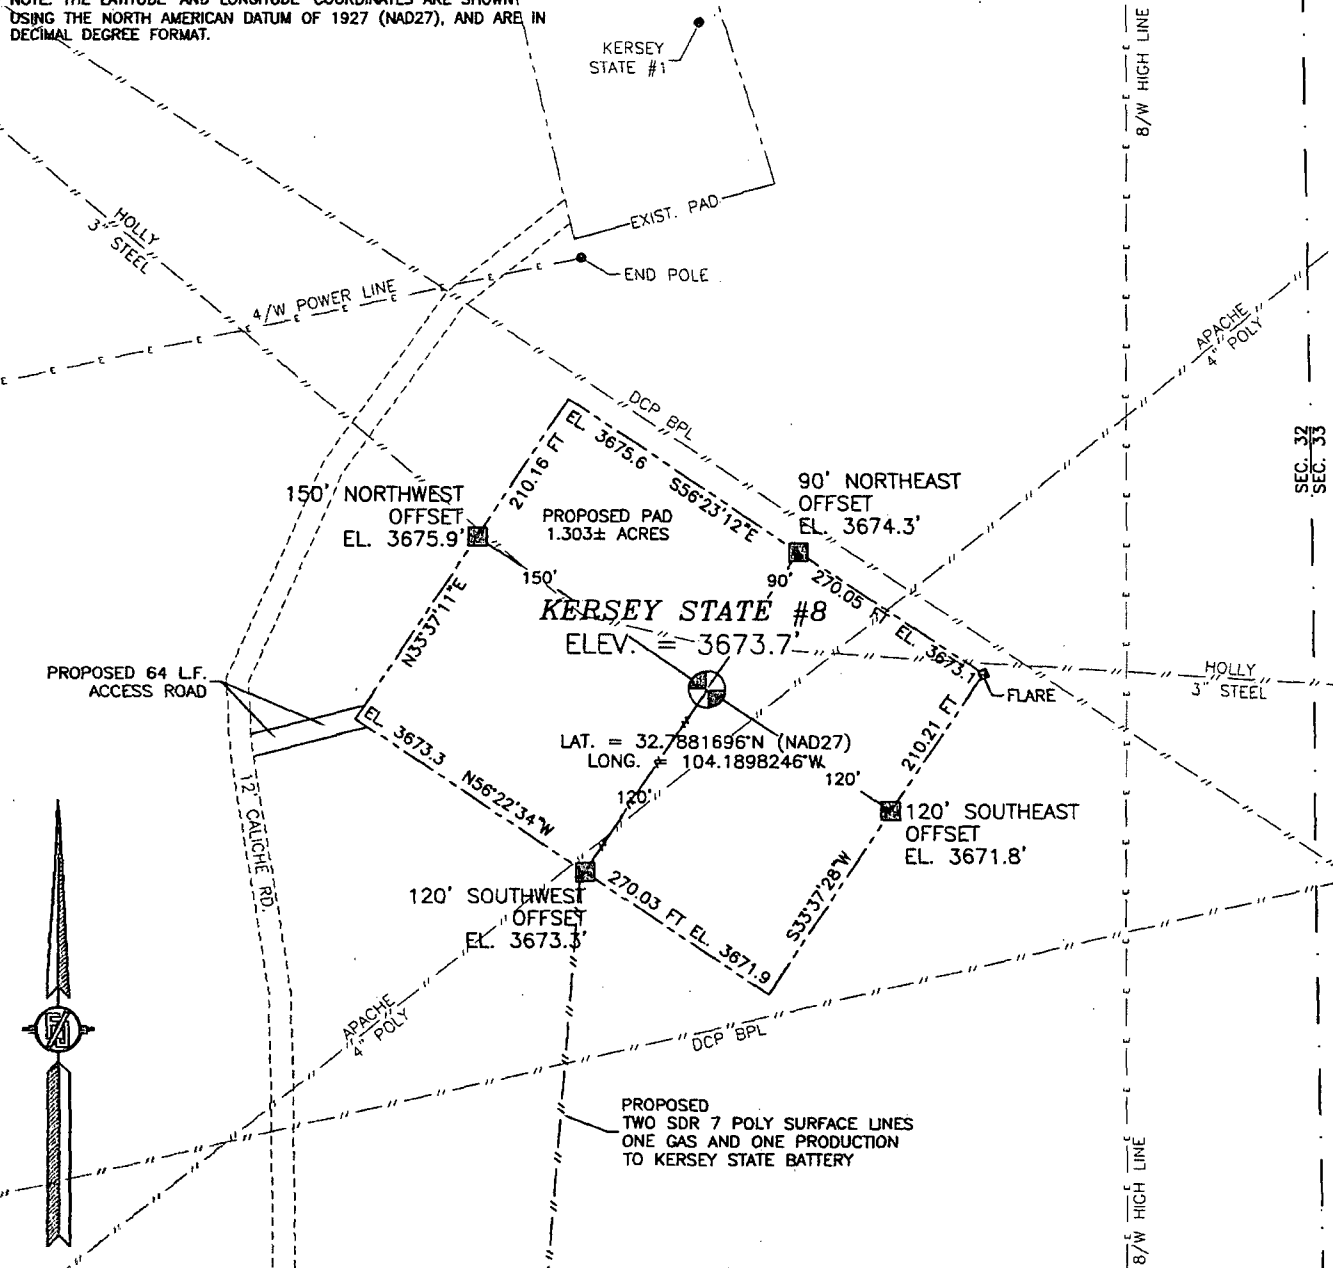 NOTE: THE LATITUDE AND LONGITUDE COORDINATES ARE SHOWN
USING THE NORTH AMERICAN DATUM OF 1927 (NAD27), AND ARE IN
DECIMAL DEGREE FORMAT.
KERSEY
STATE #1
8/W HIGH LINE
HOLLY
3" STEEL
EXIST. PAD
END POLE
4/W POWER LINE
APACHE
4" POLY
DCP BPL
SEC. 32
SEC. 33
EL. 3675.6
210.16 FT
S56°23'12"E
150' NORTHWEST
OFFSET
EL. 3675.9'
PROPOSED PAD
1.303± ACRES
90' NORTHEAST
OFFSET
EL. 3674.3'
150'
90'
270.05 FT
EL. 3673.1
KERSEY STATE #8
ELEV. = 3673.7'
N33°37'11"E
PROPOSED 64 L.F.
ACCESS ROAD
HOLLY
3" STEEL
FLARE
EL. 3673.3
210.21 FT
LAT. = 32.7881696°N (NAD27)
LONG. = 104.1898246°W
N56°22'34"W
120'
120'
120' SOUTHEAST
OFFSET
EL. 3671.8'
12' CALICHE RD.
120' SOUTHWEST
OFFSET
EL. 3673.3'
270.03 FT
EL. 3671.9
S33°37'28"W
APACHE
4" POLY
DCP BPL
PROPOSED
TWO SDR 7 POLY SURFACE LINES
ONE GAS AND ONE PRODUCTION
TO KERSEY STATE BATTERY
8/W HIGH LINE